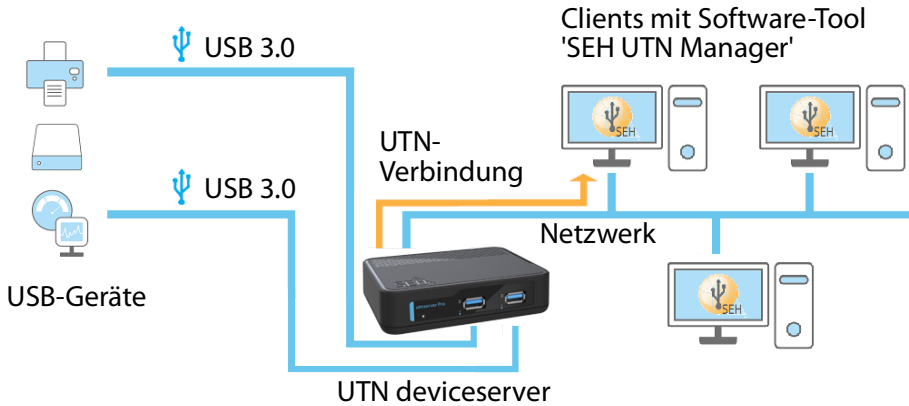 Clients mit Software-Tool
'SEH UTN Manager'
USB 3.0
UTN-
Verbindung
SEH
SEH
USB 3.0
Netzwerk
USB-Geräte
SEH
SEH
UTN deviceserver